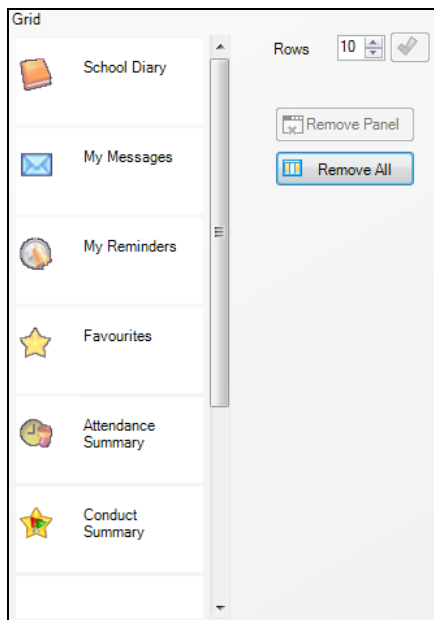 Grid
School Diary
My Messages
My Reminders
Favourites
Attendance
Summary
Conduct
Summary
Rows 10
Remove Panel
Remove All